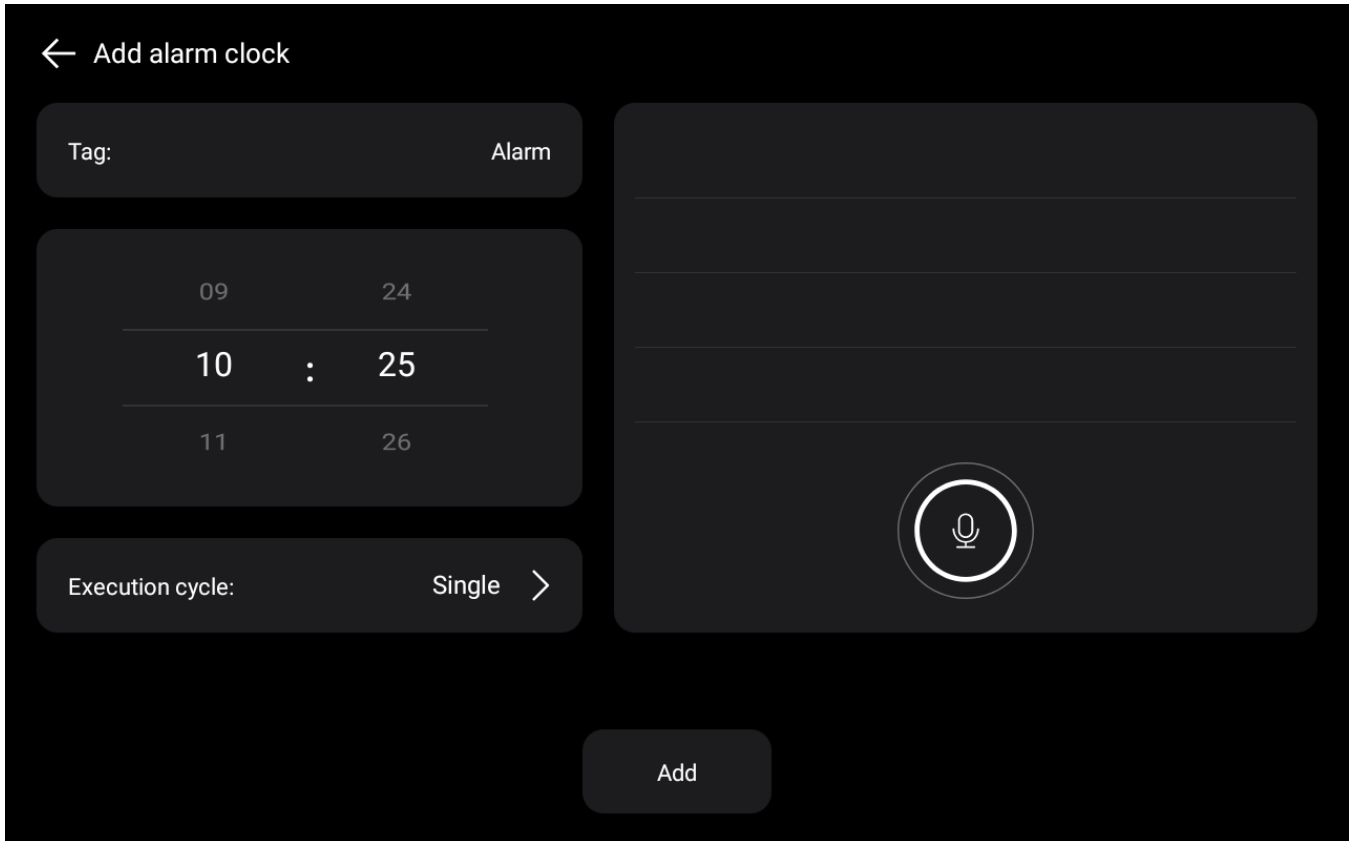 Add alarm clock
Tag: Alarm
09 24
10 : 25
11 26
Execution cycle: Single
Add